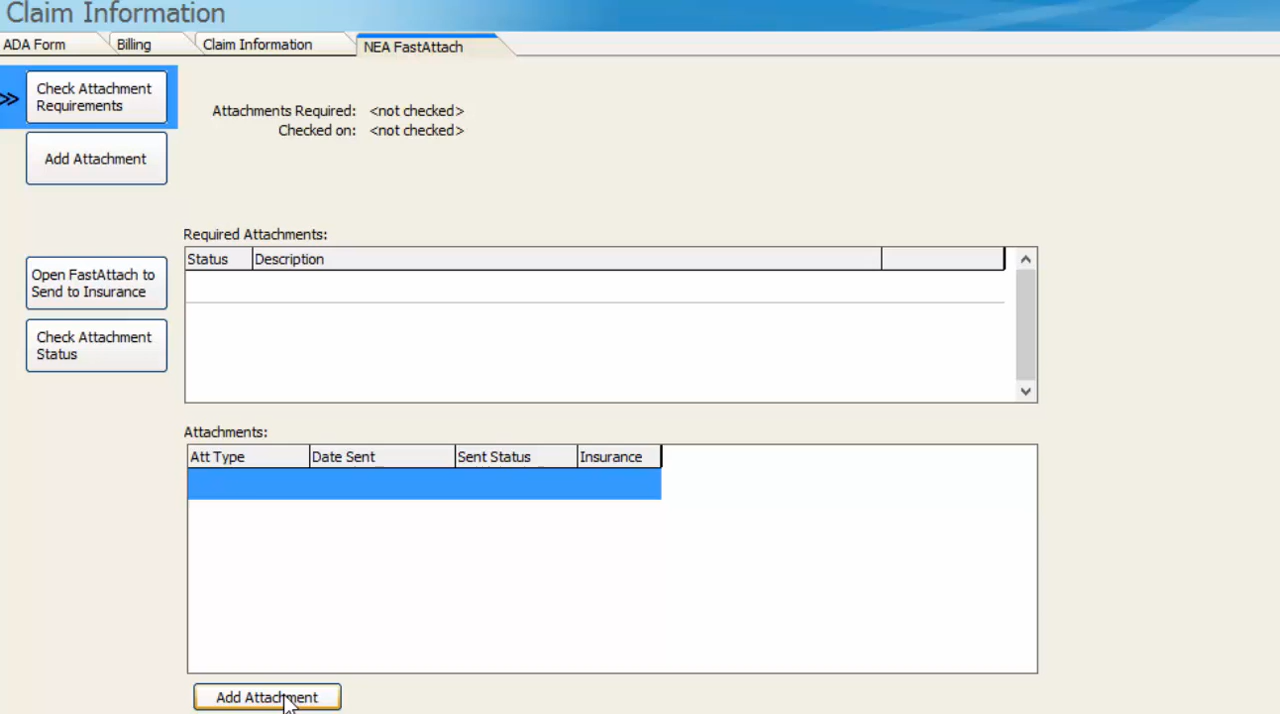 Claim Information
ADA Form
Billing
Claim Information
NEA FastAttach
>>
Check Attachment
Requirements
Attachments Required: <not checked>
Checked on: <not checked>
Add Attachment
Required Attachments:
Status
Description
Open FastAttach to
Send to Insurance
Check Attachment
Status
Attachments:
Att Type
Date Sent
Sent Status
Insurance
Add Attachment